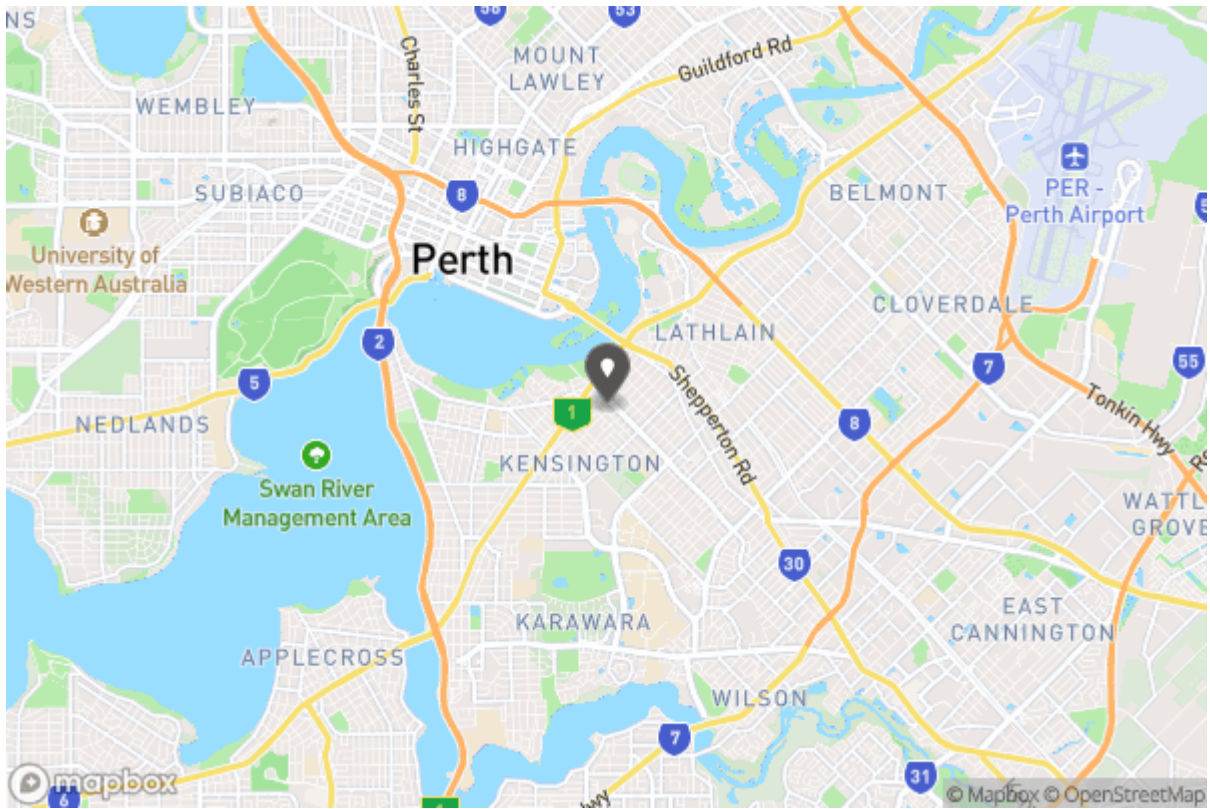 NS
58
53
MOUNT
LAWLEY
Guildford Rd
Charles St
WEMBLEY
HIGHGATE
8
SUBIACO
BELMONT
PER -
Perth Airport
5
University of
Western Australia
Perth
CLOVERDALE
LATHLAIN
2
7
55
5
Shepperton Rd
Tonkin Hwy
1
8
NEDLANDS
KENSINGTON
Swan River
Management Area
WATTL
GROVE
30
EAST
CANNINGTON
KARAWARA
APPLECROSS
WILSON
7
31
mapbox
6
Hwy
© Mapbox © OpenStreetMap